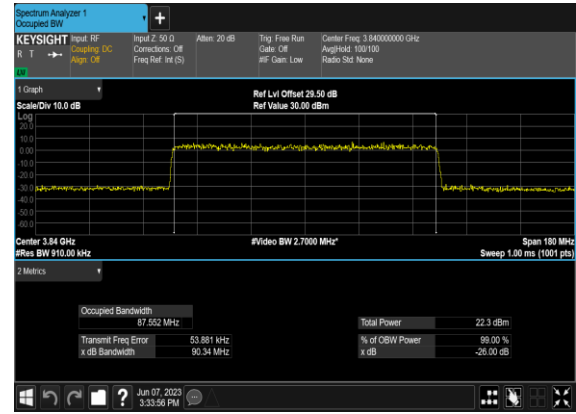 Spectrum Analyzer 1
Occupied BW
KEYSIGHT
R T
Input: RF
Coupling: DC
Align: Off
Input Z: 50 Ω
Corrections: Off
Freq Ref: Int (S)
Atten: 20 dB
Trig: Free Run
Gate: Off
#IF Gain: Low
Center Freq: 3.840000000 GHz
Avg|Hold: 100/100
Radio Std: None
1 Graph
Scale/Div 10.0 dB
Ref Lvl Offset 29.50 dB
Ref Value 30.00 dBm
Log
20.0
10.0
0.00
-10.0
-20.0
-30.0
-40.0
-50.0
-60.0
Center 3.84 GHz
#Res BW 910.00 kHz
#Video BW 2.7000 MHz*
Span 180 MHz
Sweep 1.00 ms (1001 pts)
2 Metrics
Occupied Bandwidth
87.552 MHz
Total Power 22.3 dBm
Transmit Freq Error 53.881 kHz
% of OBW Power 99.00 %
x dB Bandwidth 90.34 MHz
x dB -26.00 dB
Jun 07, 2023
3:33:56 PM